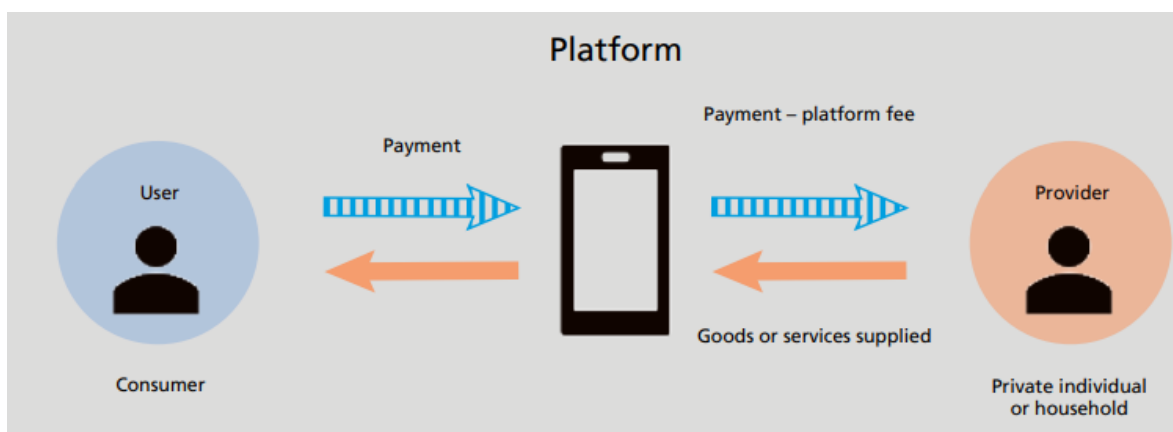 Platform
Payment – platform fee
Payment
User
Provider
Goods or services supplied
Consumer
Private individual
or household